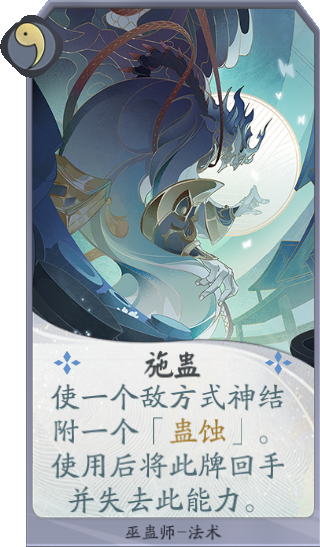 施蛊
使一个敌方式神结
附一个「蛊蚀」。
使用后将此牌回手
并失去此能力。
巫蛊师-法术